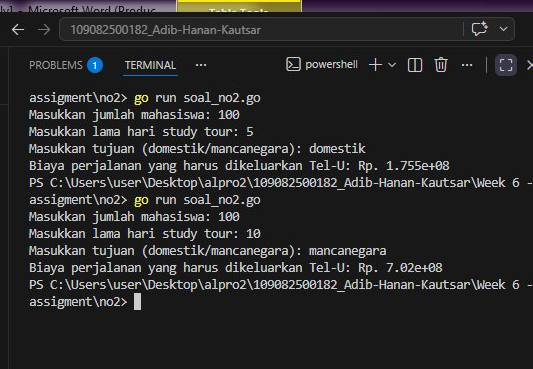 ly] - Microsoft Word (Produc
Table Tools
109082500182_Adib-Hanan-Kautsar
PROBLEMS 1 TERMINAL ... powershell
assigment\no2> go run soal_no2.go
Masukkan jumlah mahasiswa: 100
Masukkan lama hari study tour: 5
Masukkan tujuan (domestik/mancanegara): domestik
Biaya perjalanan yang harus dikeluarkan Tel-U: Rp. 1.755e+08
PS C:\Users\user\Desktop\alpro2\109082500182_Adib-Hanan-Kautsar\Week 6 -
assigment\no2> go run soal_no2.go
Masukkan jumlah mahasiswa: 100
Masukkan lama hari study tour: 10
Masukkan tujuan (domestik/mancanegara): mancanegara
Biaya perjalanan yang harus dikeluarkan Tel-U: Rp. 7.02e+08
PS C:\Users\user\Desktop\alpro2\109082500182_Adib-Hanan-Kautsar\Week 6 -
assigment\no2>